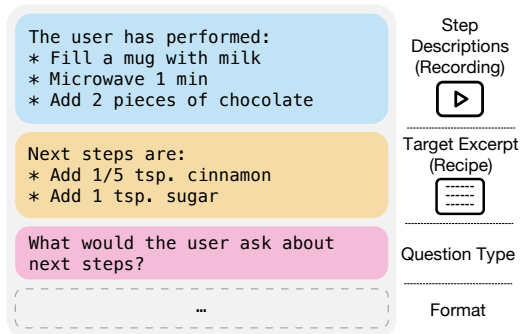 The user has performed:
* Fill a mug with milk
* Microwave 1 min
* Add 2 pieces of chocolate
Step
Descriptions
(Recording)
Next steps are:
* Add 1/5 tsp. cinnamon
* Add 1 tsp. sugar
Target Excerpt
(Recipe)
What would the user ask about
next steps?
Question Type
…
Format